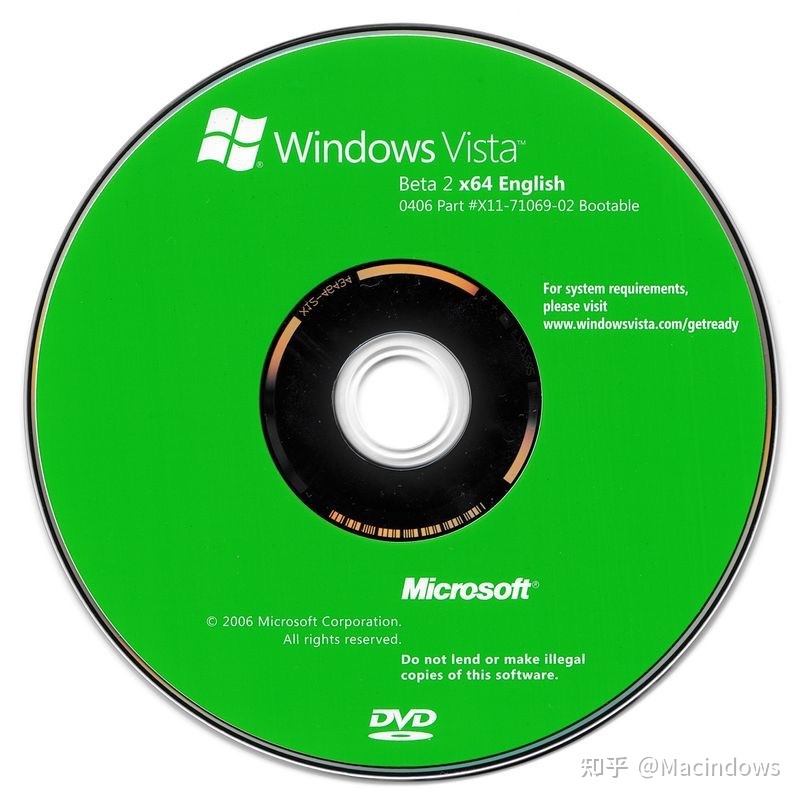 Windows Vista™
Beta 2 x64 English
0406 Part #X11-71069-02 Bootable
X12-46434
For system requirements,
please visit
www.windowsvista.com/getready
Microsoft®
© 2006 Microsoft Corporation.
All rights reserved.
Do not lend or make illegal
copies of this software.
DVD
知乎 @Macindows